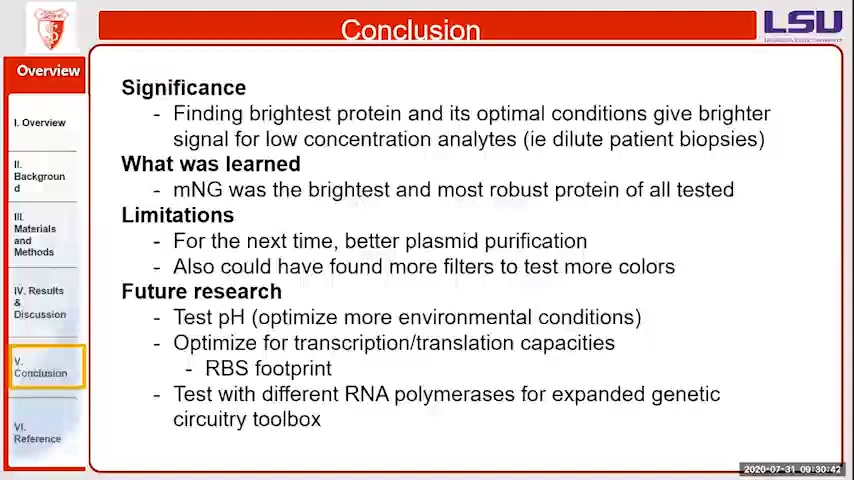 Conclusion
LSU
Overview
I. Overview
II.
Backgroun
d
III.
Materials
and
Methods
IV. Results
&
Discussion
V.
Conclusion
VI.
Reference
Significance
- Finding brightest protein and its optimal conditions give brighter
signal for low concentration analytes (ie dilute patient biopsies)
What was learned
- mNG was the brightest and most robust protein of all tested
Limitations
- For the next time, better plasmid purification
- Also could have found more filters to test more colors
Future research
- Test pH (optimize more environmental conditions)
- Optimize for transcription/translation capacities
- RBS footprint
- Test with different RNA polymerases for expanded genetic
circuitry toolbox
2020-07-31 09:30:42